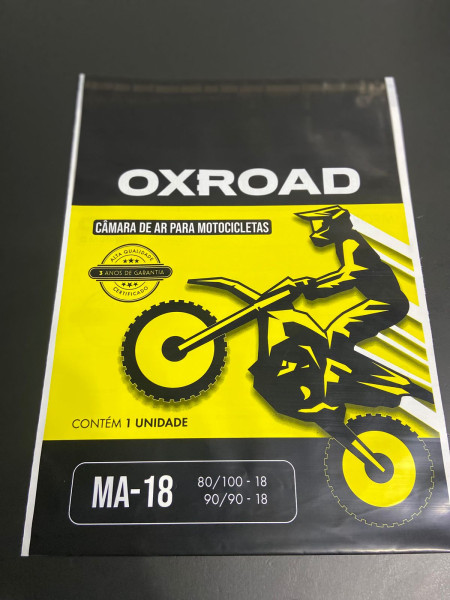 OXROAD
CÂMARA DE AR PARA MOTOCICLETAS
ALTA QUALIDADE
3 ANOS DE GARANTIA
CERTIFICADO
CONTÉM 1 UNIDADE
MA-18
80/100 - 18
90/90 - 18